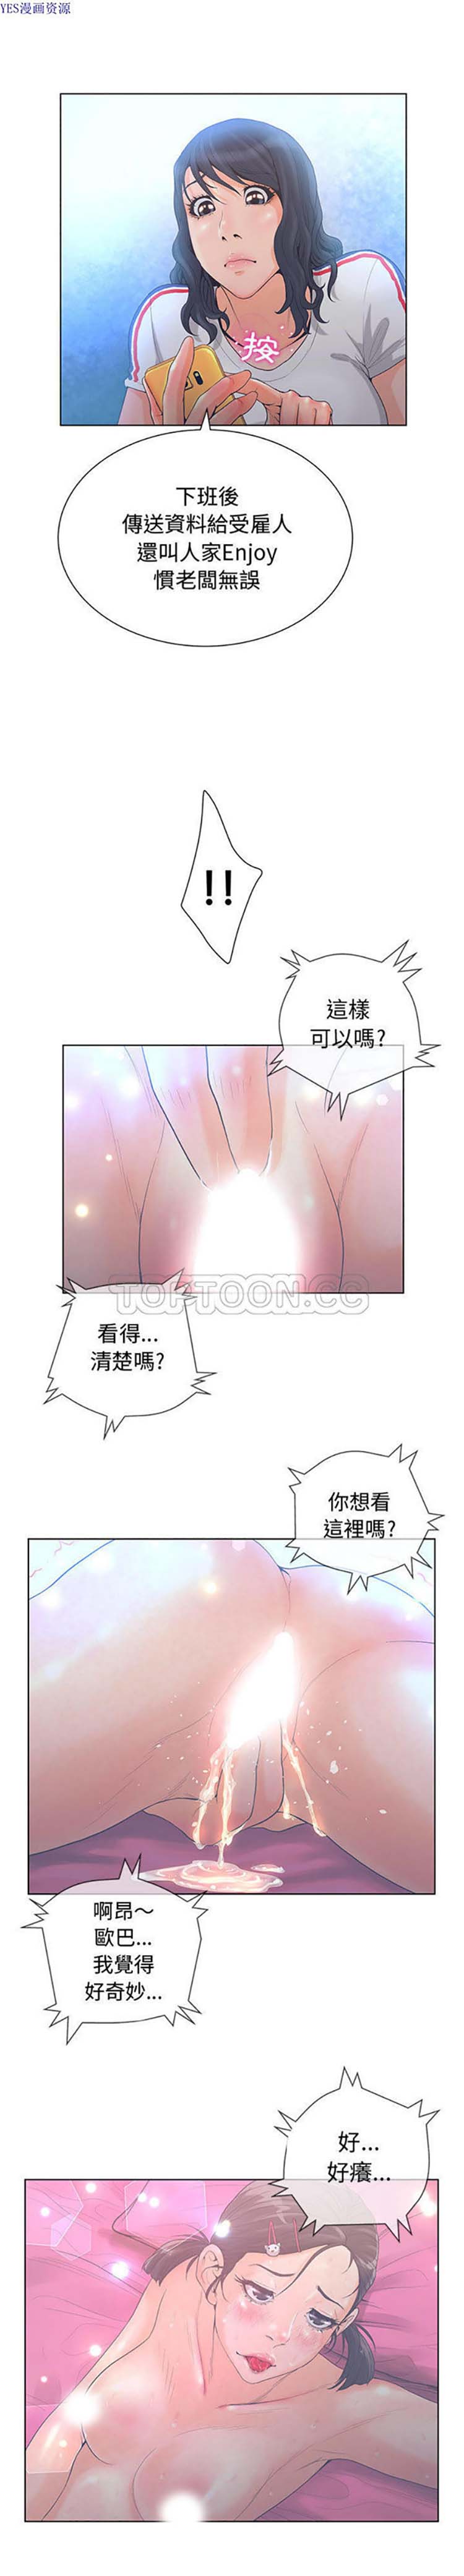 YES漫画资源
按
下班後
傳送資料給受雇人
還叫人家Enjoy
慣老闆無誤
!!
這樣
可以嗎?
TOPTOON.CC
看得...
清楚嗎?
你想看
這裡嗎?
啊昂～
歐巴...
我覺得
好奇妙...
好...
好癢...